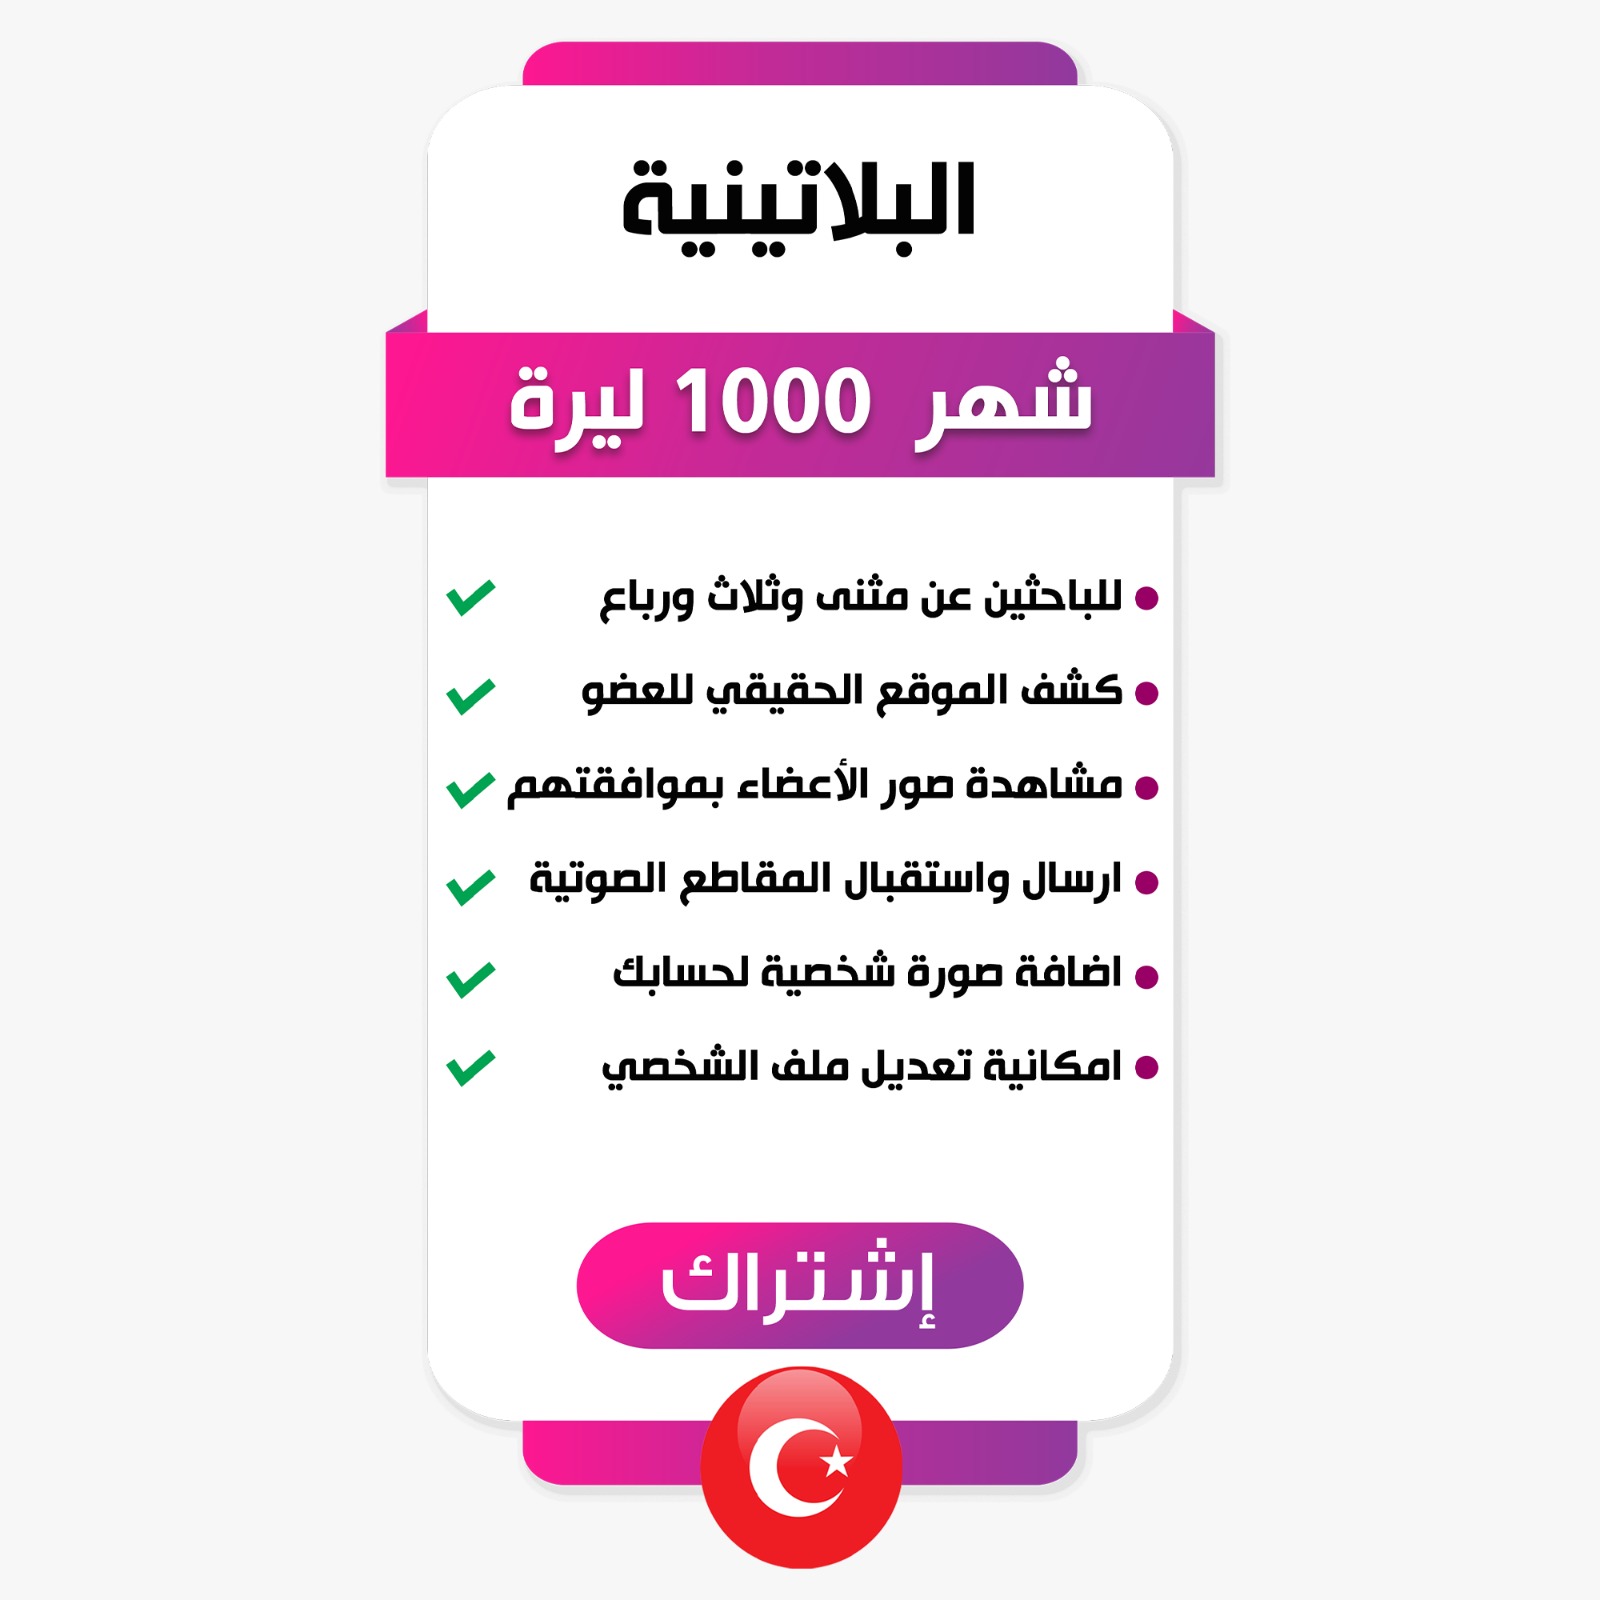 البلاتينية
شهر 1000 ليرة
للباحثين عن مثنى وثلاث ورباع
كشف الموقع الحقيقي للعضو
مشاهدة صور الأعضاء بموافقتهم
ارسال واستقبال المقاطع الصوتية
اضافة صورة شخصية لحسابك
امكانية تعديل ملف الشخصي
إشتراك